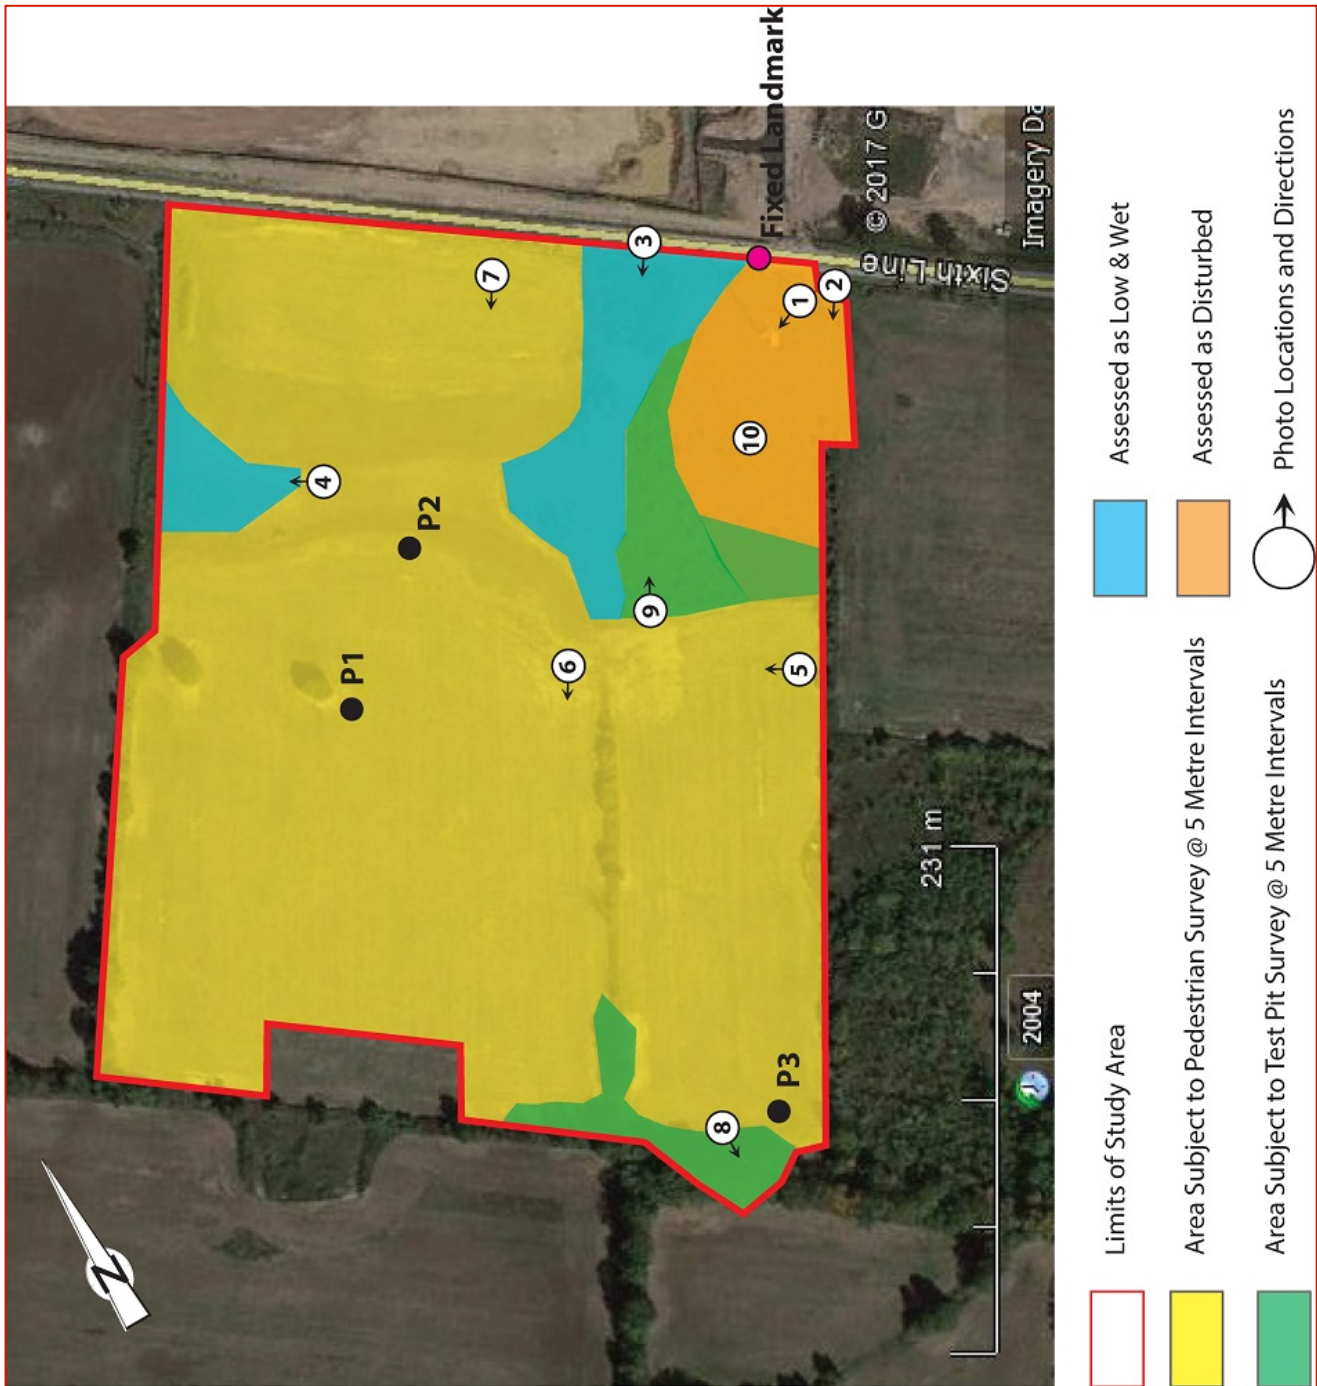 Fixed Landmark
© 2017 G
Imagery Da
Sixth Line
3
7
1
2
10
4
P2
9
6
5
P1
231 m
8
P3
2004
N
Limits of Study Area
Area Subject to Pedestrian Survey @ 5 Metre Intervals
Area Subject to Test Pit Survey @ 5 Metre Intervals
Assessed as Low & Wet
Assessed as Disturbed
Photo Locations and Directions